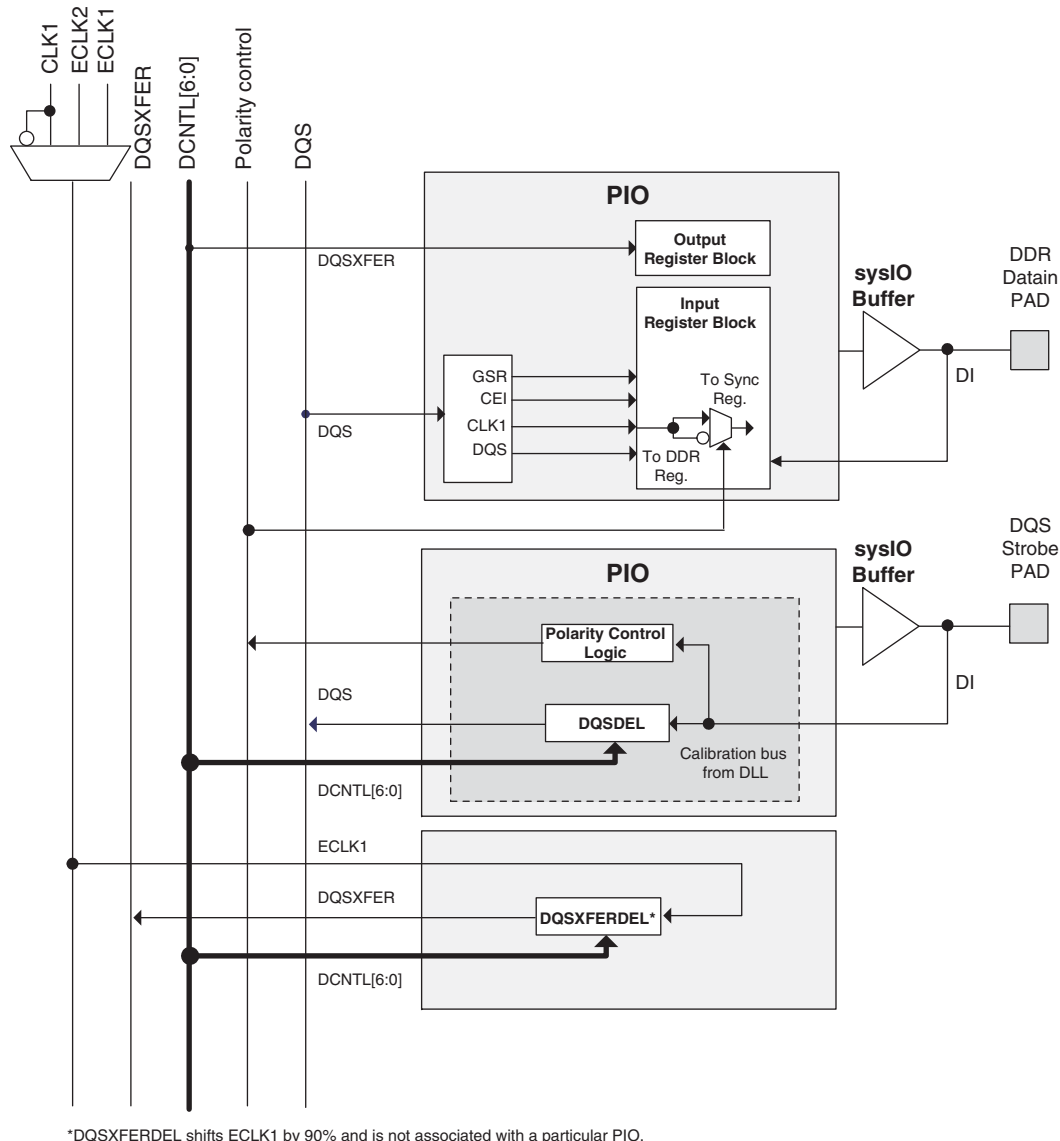 CLK1
ECLK2
ECLK1
DQSXFER
DCNTL[6:0]
Polarity control
DQS
PIO
Output
Register Block
DQSXFER
Input
Register Block
sysIO
Buffer
DDR
Datain
PAD
DI
GSR
CEI
CLK1
DQS
To Sync
Reg.
To DDR
Reg.
DQS
PIO
sysIO
Buffer
DQS
Strobe
PAD
DI
Polarity Control
Logic
DQS
DQSDEL
Calibration bus
from DLL
DCNTL[6:0]
ECLK1
DQSXFER
DQSXFERDEL*
DCNTL[6:0]
*DQSXFERDEL shifts ECLK1 by 90% and is not associated with a particular PIO.